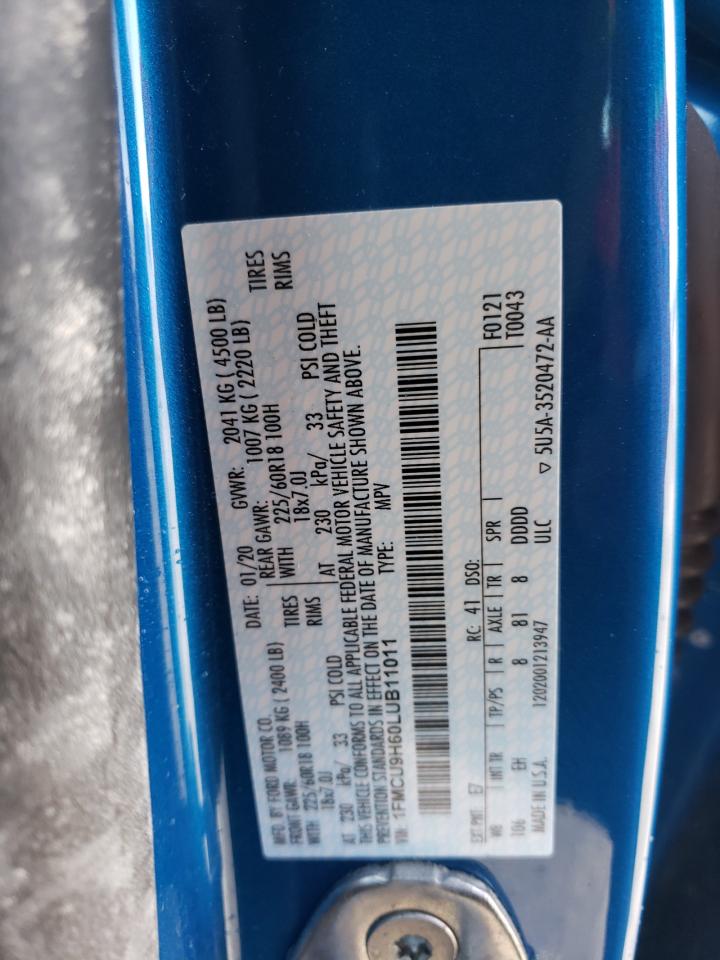 MFD. BY FORD MOTOR CO. DATE: 01/20 GVWR: 2041 KG ( 4500 LB)
FRONT GAWR: 1089 KG ( 2400 LB) REAR GAWR: 1007 KG ( 2220 LB)
WITH 225/60R18 100H TIRES WITH 225/60R18 100H TIRES
18x7.0J RIMS 18x7.0J RIMS
AT 230 kPa/ 33 PSI COLD AT 230 kPa/ 33 PSI COLD
THIS VEHICLE CONFORMS TO ALL APPLICABLE FEDERAL MOTOR VEHICLE SAFETY AND THEFT
PREVENTION STANDARDS IN EFFECT ON THE DATE OF MANUFACTURE SHOWN ABOVE.
VIN: 1FMCU9H60LUB11011 TYPE: MPV
EXT PNT: E7 RC: 41 DSO: F0121
WB INT TR TP/PS R AXLE TR SPR T0043
106 EH 8 81 8 DDDD
MADE IN U.S.A. 1202001213947 ULC ▽ 5U5A-3520472-AA